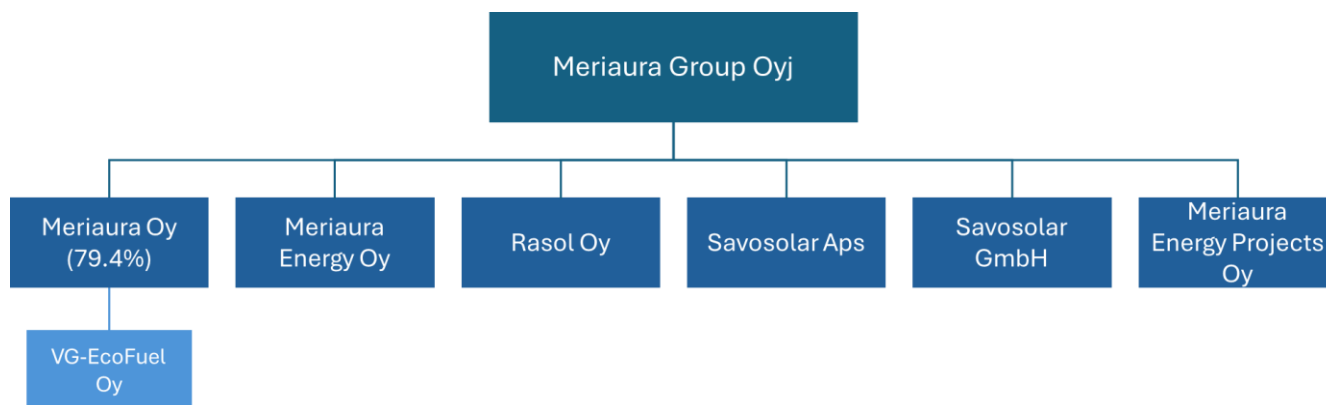 Meriaura Group Oyj
Meriaura Oy
(79.4%)
Meriaura
Energy Oy
Rasol Oy
Savosolar Aps
Savosolar
GmbH
Meriaura
Energy Projects
Oy
VG-EcoFuel
Oy